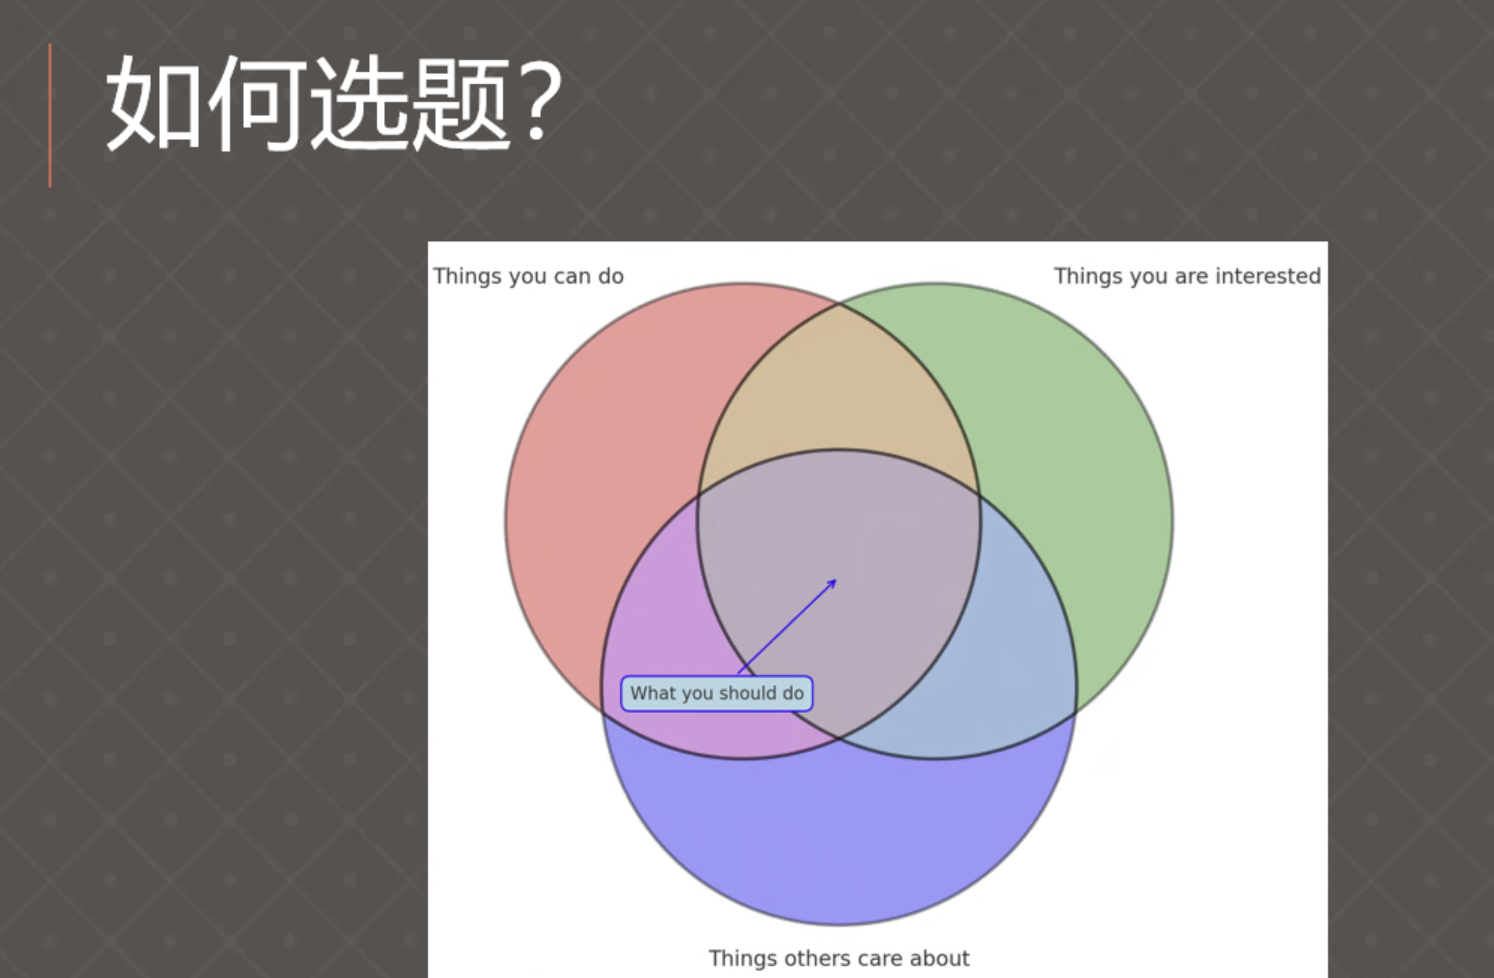 如何选题？
Things you can do
Things you are interested
What you should do
Things others care about